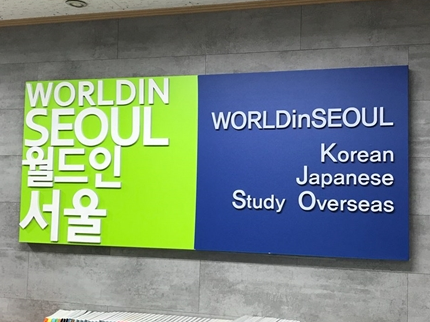 WORLDIN
SEOUL
월드인
서울
WORLDinSEOUL
Korean
Japanese
Study Overseas